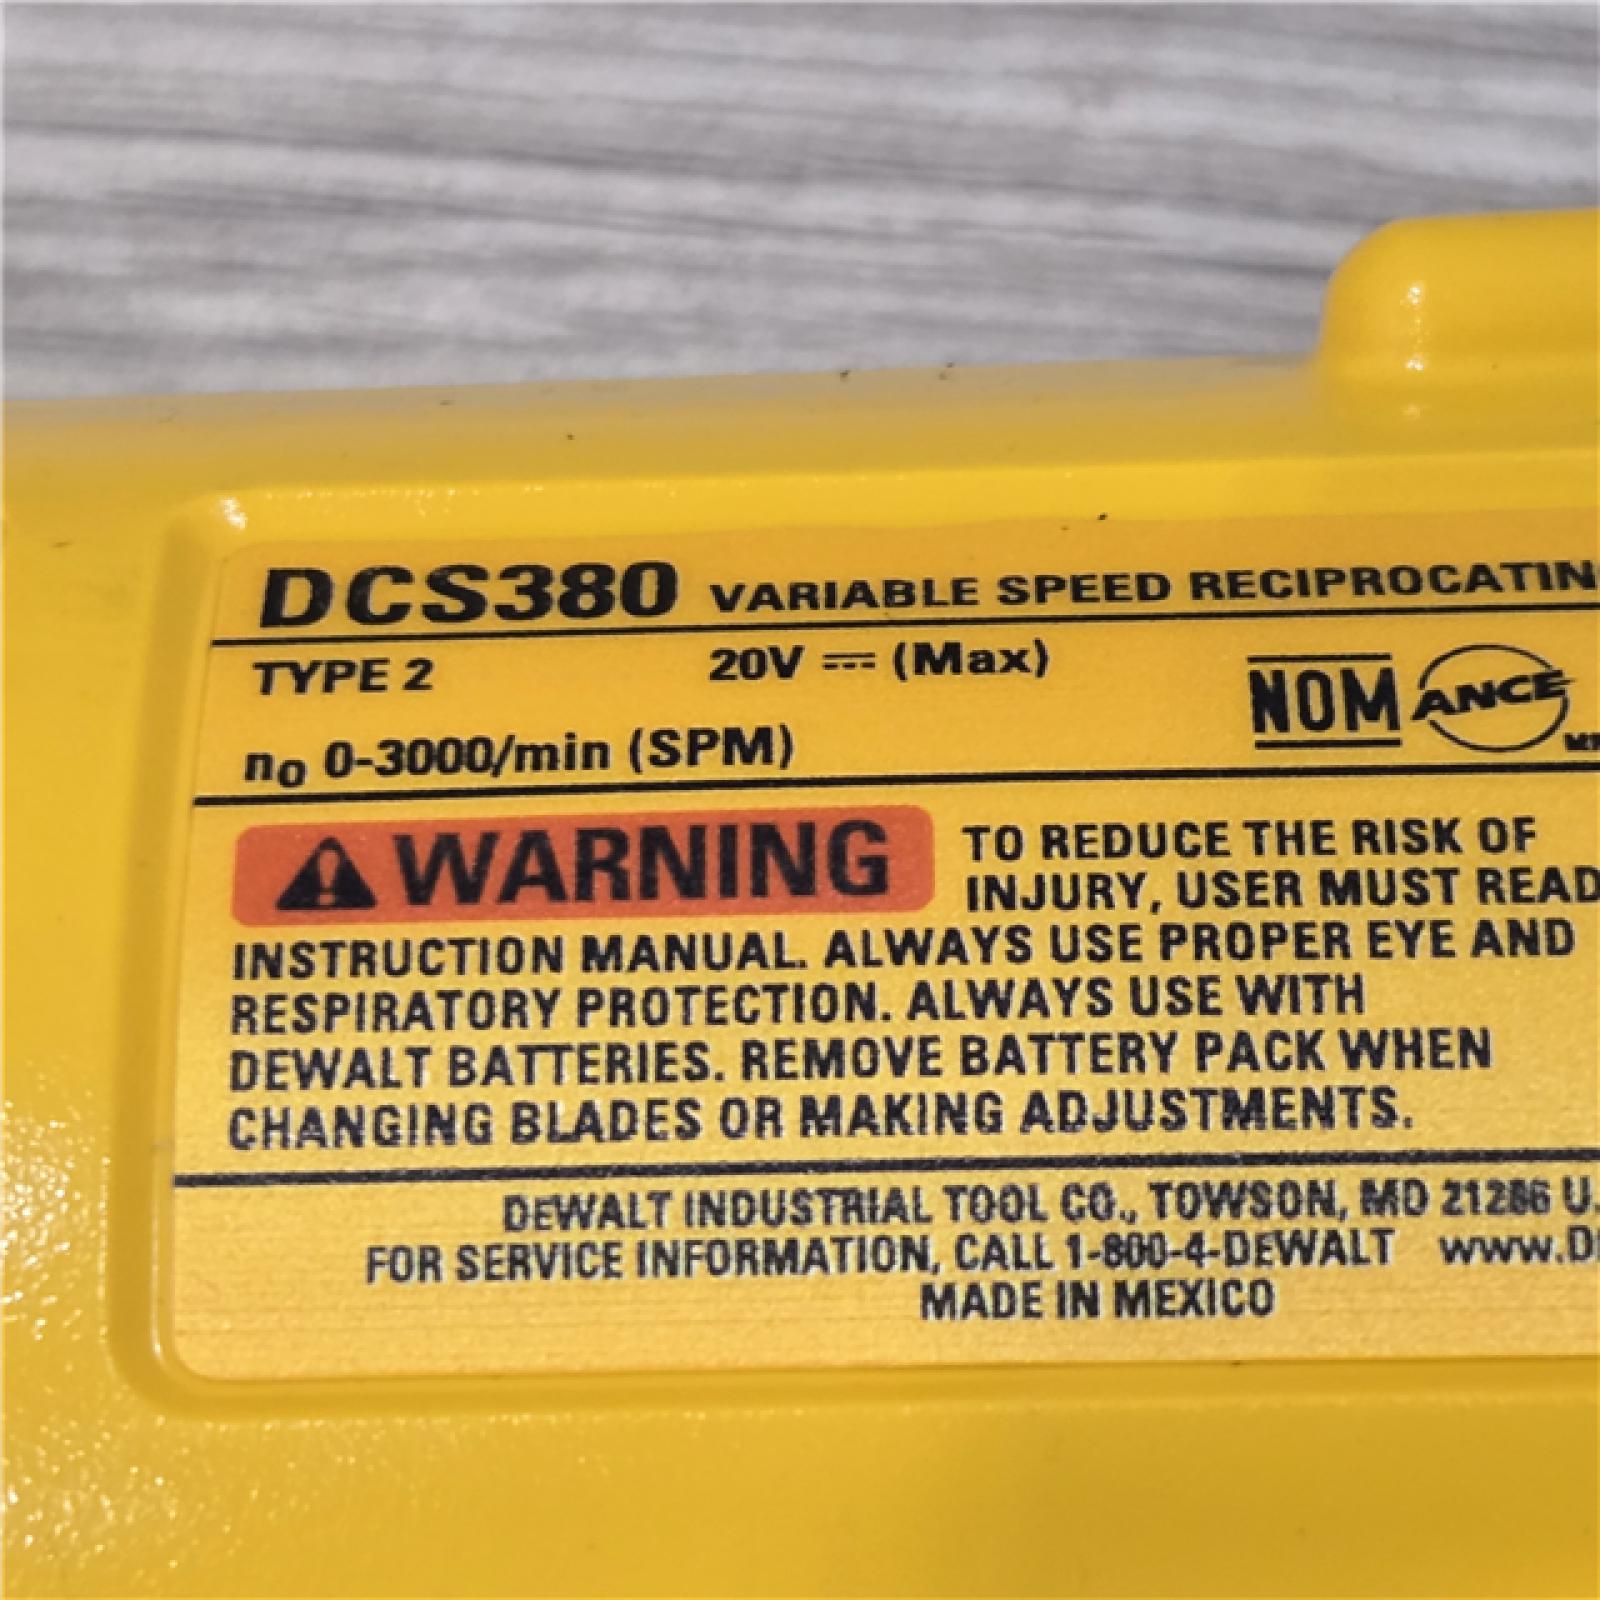 DCS380 VARIABLE SPEED RECIPROCATIN
TYPE 2 20V (Max)
NOM ANCE
no 0-3000/min (SPM)
WARNING TO REDUCE THE RISK OF
INJURY, USER MUST READ
INSTRUCTION MANUAL. ALWAYS USE PROPER EYE AND
RESPIRATORY PROTECTION. ALWAYS USE WITH
DEWALT BATTERIES. REMOVE BATTERY PACK WHEN
CHANGING BLADES OR MAKING ADJUSTMENTS.
DEWALT INDUSTRIAL TOOL CO., TOWSON, MD 21286 U.
FOR SERVICE INFORMATION, CALL 1-800-4-DEWALT www.D
MADE IN MEXICO